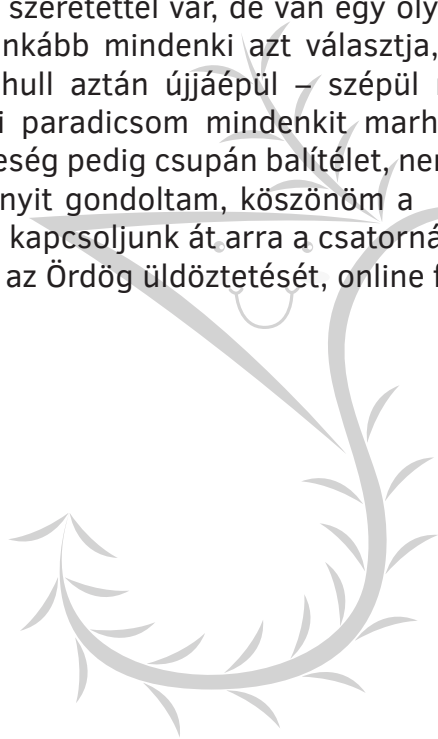 szeretettel vár, de van egy oly
nkább mindenki azt választja,
hull aztán újjáépül – szépül
i paradicsom mindenkit marh
eség pedig csupán balítélet, ner
nyit gondoltam, köszönöm a
kapcsoljunk át arra a csatorná
az Ördög üldöztetését, online f